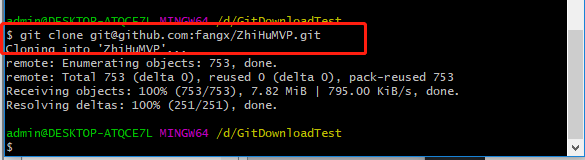 admin@DESKTOP-ATQCE7L MINGW64 /d/GitDownloadTest
$ git clone git@github.com:fangx/ZhiHuMVP.git
Cloning into 'ZhiHuMVP'...
remote: Enumerating objects: 753, done.
remote: Total 753 (delta 0), reused 0 (delta 0), pack-reused 753
Receiving objects: 100% (753/753), 7.82 MiB | 795.00 KiB/s, done.
Resolving deltas: 100% (251/251), done.
admin@DESKTOP-ATQCE7L MINGW64 /d/GitDownloadTest
$